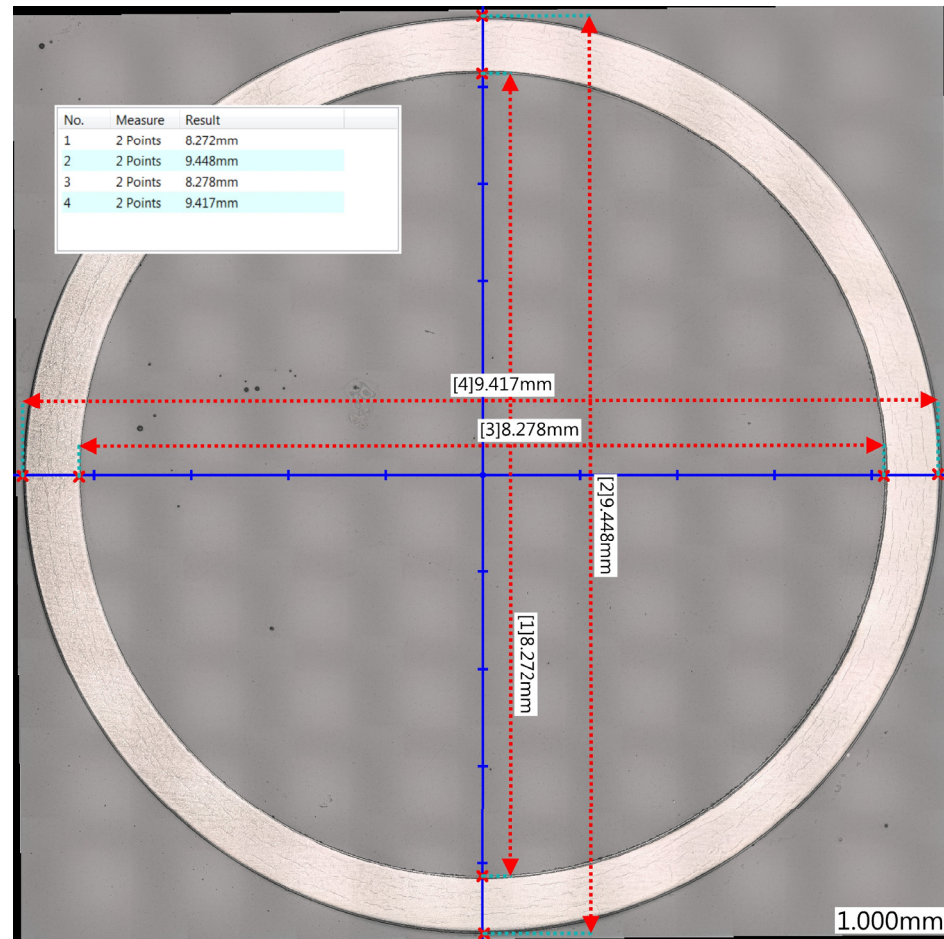 No. Measure Result
1 2 Points 8.272mm
2 2 Points 9.448mm
3 2 Points 8.278mm
4 2 Points 9.417mm
[4]9.417mm
[3]8.278mm
[2]9.448mm
[1]8.272mm
1.000mm